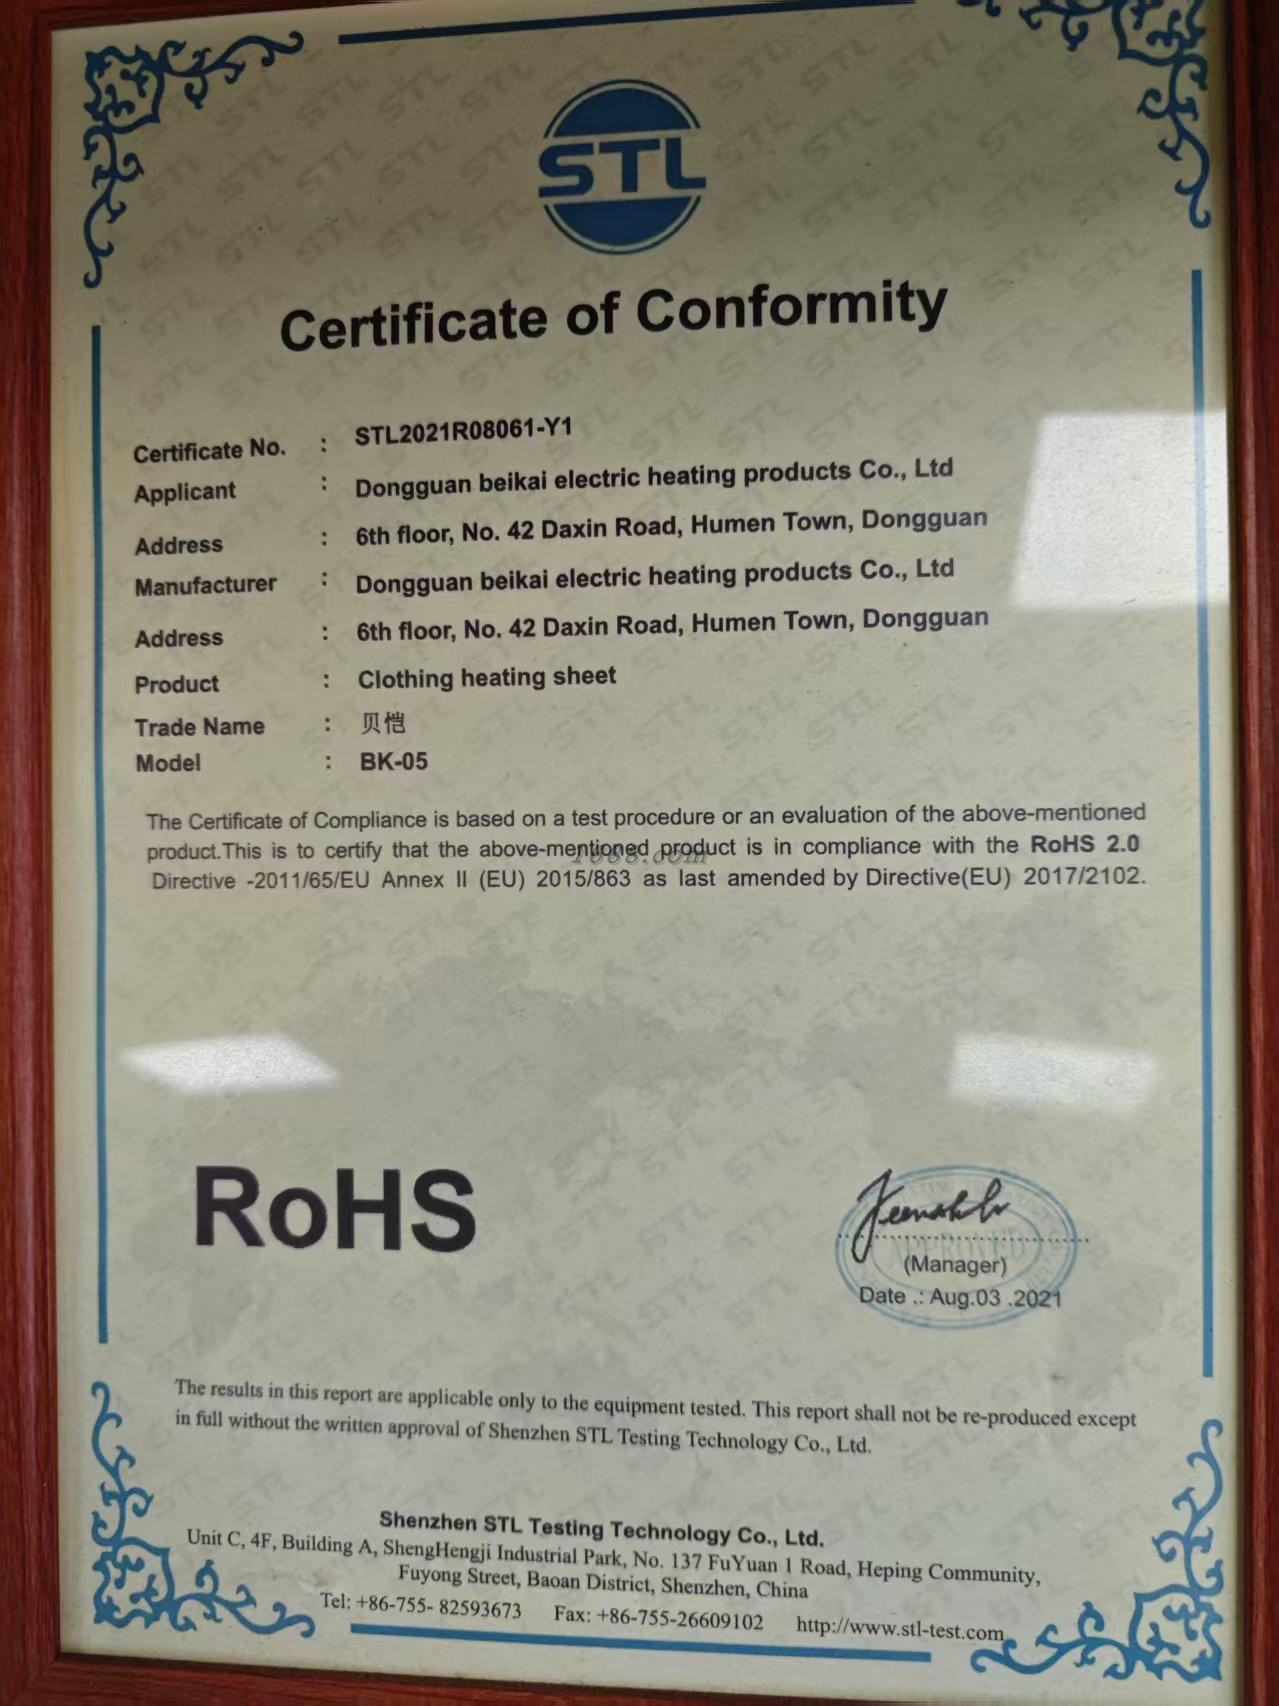 STL
Certificate of Conformity
Certificate No. : STL2021R08061-Y1
Applicant : Dongguan beikai electric heating products Co., Ltd
Address : 6th floor, No. 42 Daxin Road, Humen Town, Dongguan
Manufacturer : Dongguan beikai electric heating products Co., Ltd
Address : 6th floor, No. 42 Daxin Road, Humen Town, Dongguan
Product : Clothing heating sheet
Trade Name : 贝恺
Model : BK-05
The Certificate of Compliance is based on a test procedure or an evaluation of the above-mentioned
product.This is to certify that the above-mentioned product is in compliance with the RoHS 2.0
Directive -2011/65/EU Annex II (EU) 2015/863 as last amended by Directive(EU) 2017/2102.
RoHS
APPROVED
(Manager)
Date .: Aug.03 .2021
The results in this report are applicable only to the equipment tested. This report shall not be re-produced except
in full without the written approval of Shenzhen STL Testing Technology Co., Ltd.
Shenzhen STL Testing Technology Co., Ltd.
Unit C, 4F, Building A, ShengHengji Industrial Park, No. 137 FuYuan 1 Road, Heping Community,
Fuyong Street, Baoan District, Shenzhen, China
Tel: +86-755- 82593673 Fax: +86-755-26609102 http://www.stl-test.com